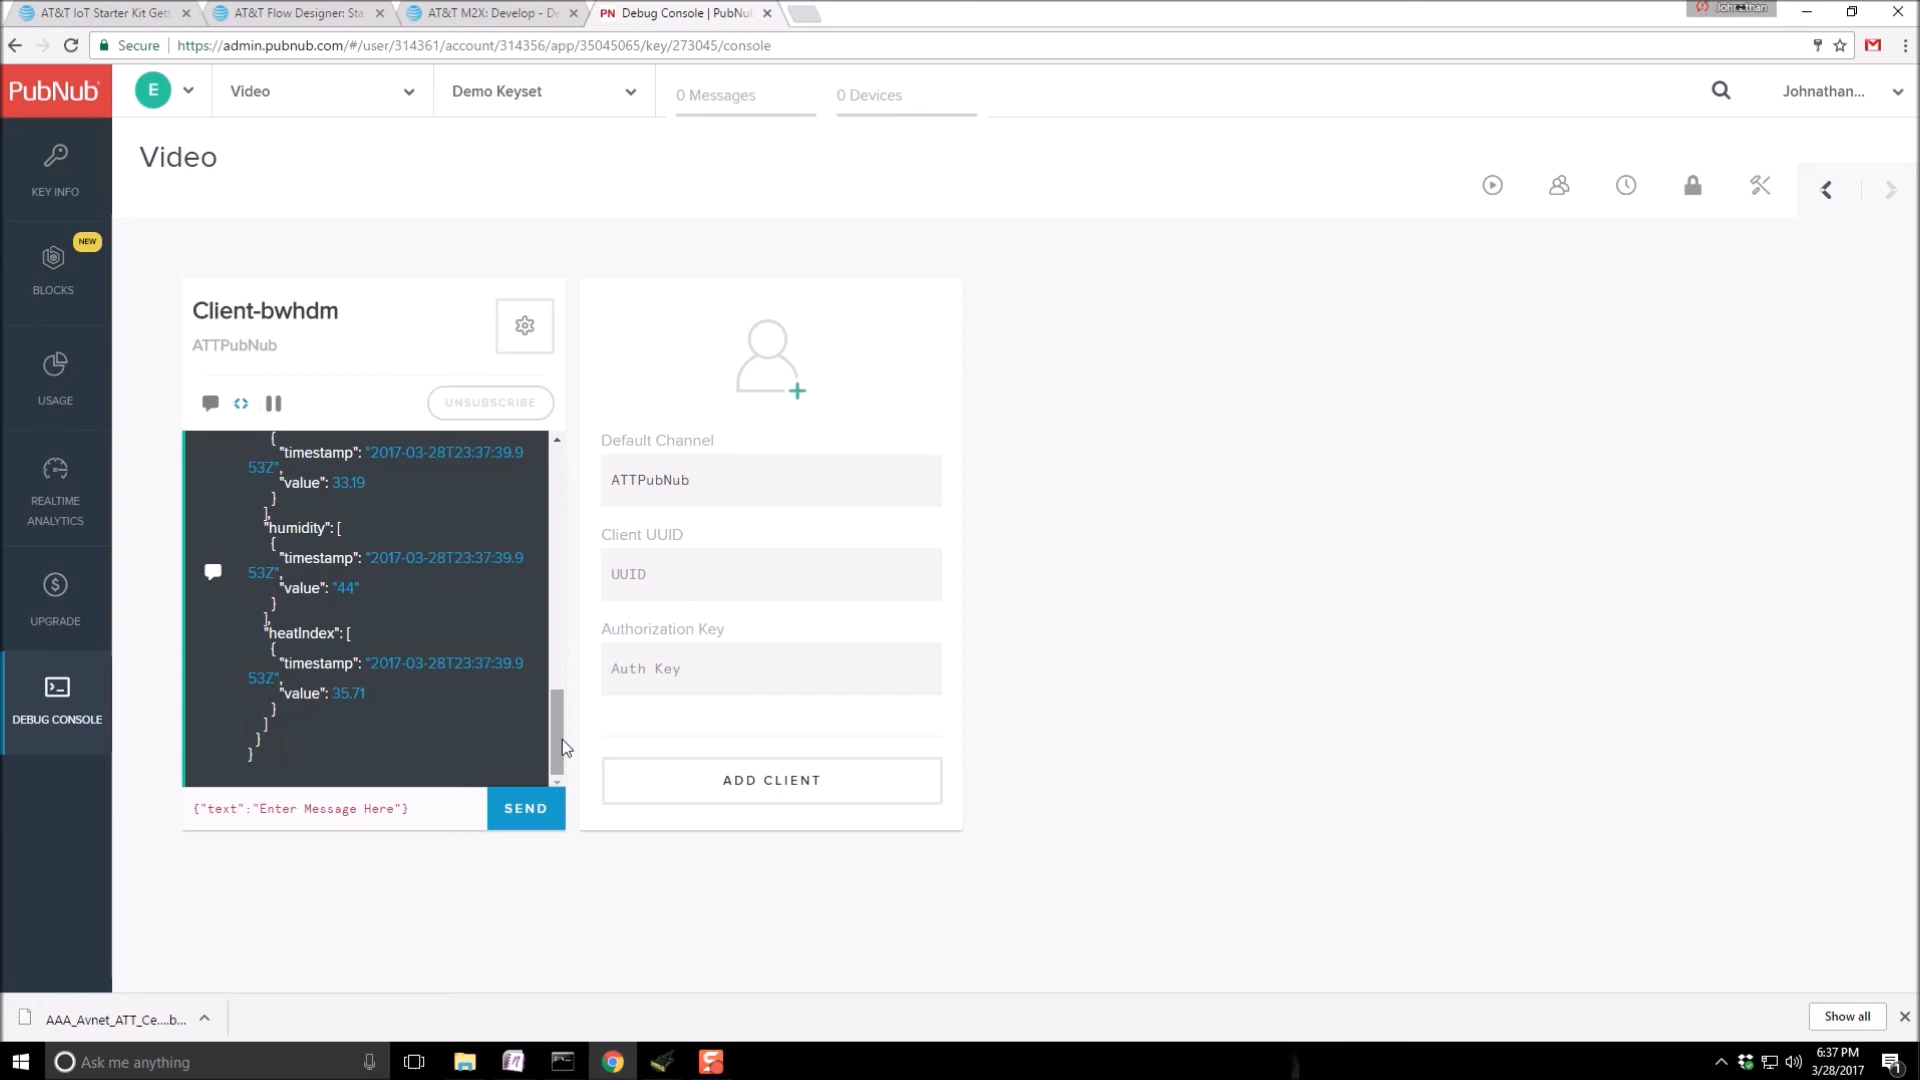 AT&T IoT Starter Kit Gett
AT&T Flow Designer: Sta
AT&T M2X: Develop - De
PN Debug Console | PubNu
Johnathan
Secure
https://admin.pubnub.com/#/user/314361/account/314356/app/35045065/key/273045/console
PubNub
E
Video
Demo Keyset
0 Messages
0 Devices
Johnathan...
Video
KEY INFO
NEW
BLOCKS
USAGE
REALTIME
ANALYTICS
UPGRADE
DEBUG CONSOLE
Client-bwhdm
ATTPubNub
UNSUBSCRIBE
{
"timestamp": "2017-03-28T23:37:39.9
53Z",
"value": 33.19
}
],
"humidity": [
{
"timestamp": "2017-03-28T23:37:39.9
53Z",
"value": "44"
}
],
"heatIndex": [
{
"timestamp": "2017-03-28T23:37:39.9
53Z",
"value": 35.71
}
]
}
}
{"text":"Enter Message Here"}
SEND
Default Channel
ATTPubNub
Client UUID
UUID
Authorization Key
Auth Key
ADD CLIENT
AAA_Avnet_ATT_Ce....b...
Show all
Ask me anything
6:37 PM
3/28/2017
1